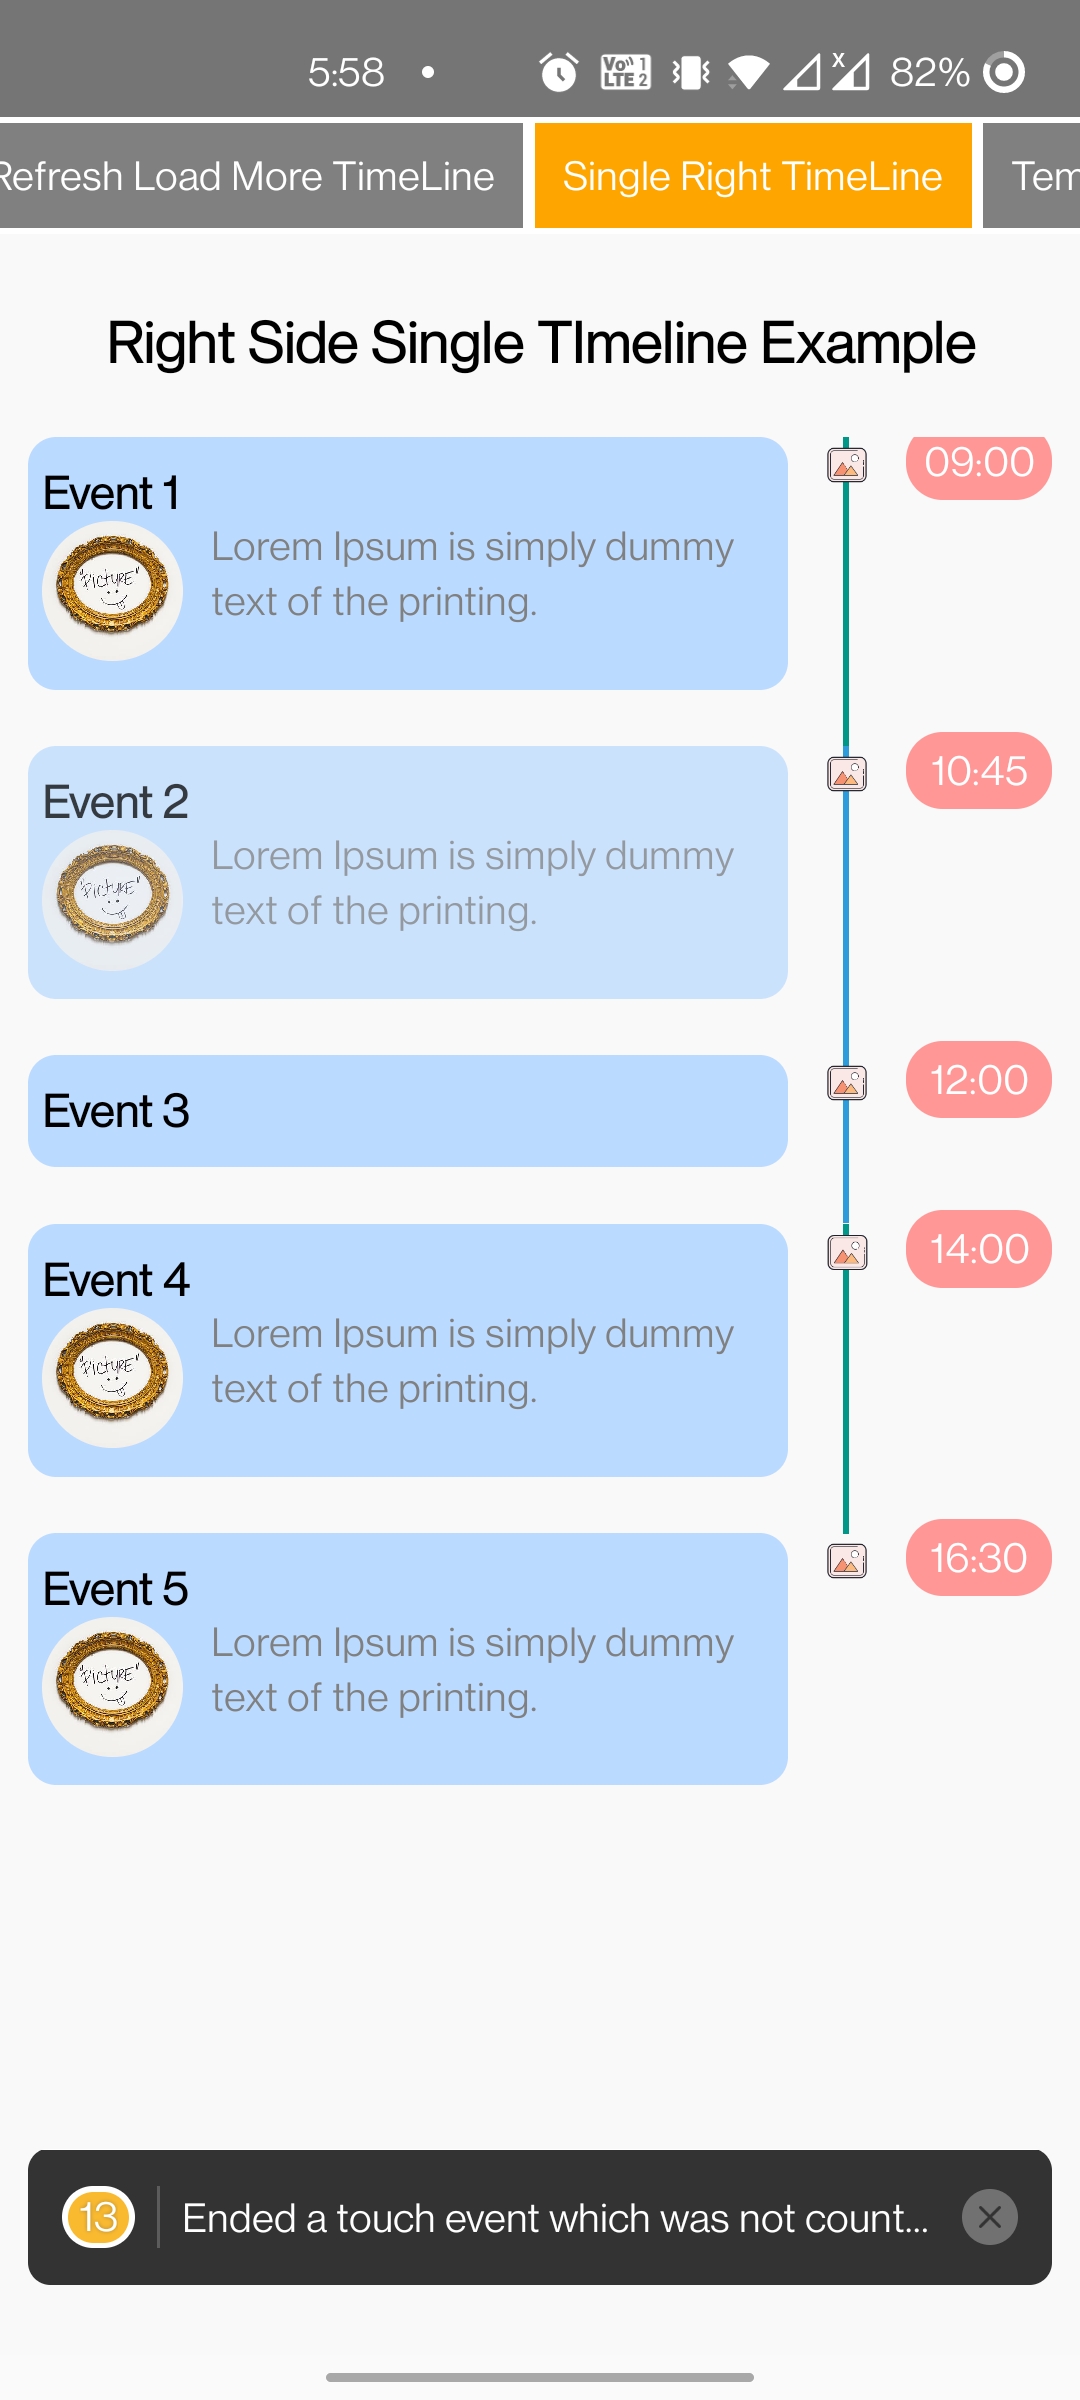 5:58
Vo)) 1
LTE 2
X
82%
Refresh Load More TimeLine
Single Right TimeLine
Tem
Right Side Single TImeline Example
Event 1
"PICTURE"
Lorem Ipsum is simply dummy
text of the printing.
09:00
Event 2
"PICTURE"
Lorem Ipsum is simply dummy
text of the printing.
10:45
Event 3
12:00
Event 4
"PICTURE"
Lorem Ipsum is simply dummy
text of the printing.
14:00
Event 5
"PICTURE"
Lorem Ipsum is simply dummy
text of the printing.
16:30
13
Ended a touch event which was not count...